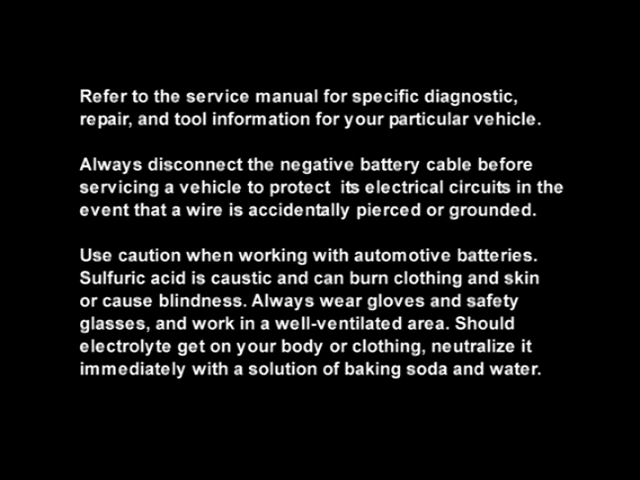 Refer to the service manual for specific diagnostic,
repair, and tool information for your particular vehicle.
Always disconnect the negative battery cable before
servicing a vehicle to protect  its electrical circuits in the
event that a wire is accidentally pierced or grounded.
Use caution when working with automotive batteries.
Sulfuric acid is caustic and can burn clothing and skin
or cause blindness. Always wear gloves and safety
glasses, and work in a well-ventilated area. Should
electrolyte get on your body or clothing, neutralize it
immediately with a solution of baking soda and water.